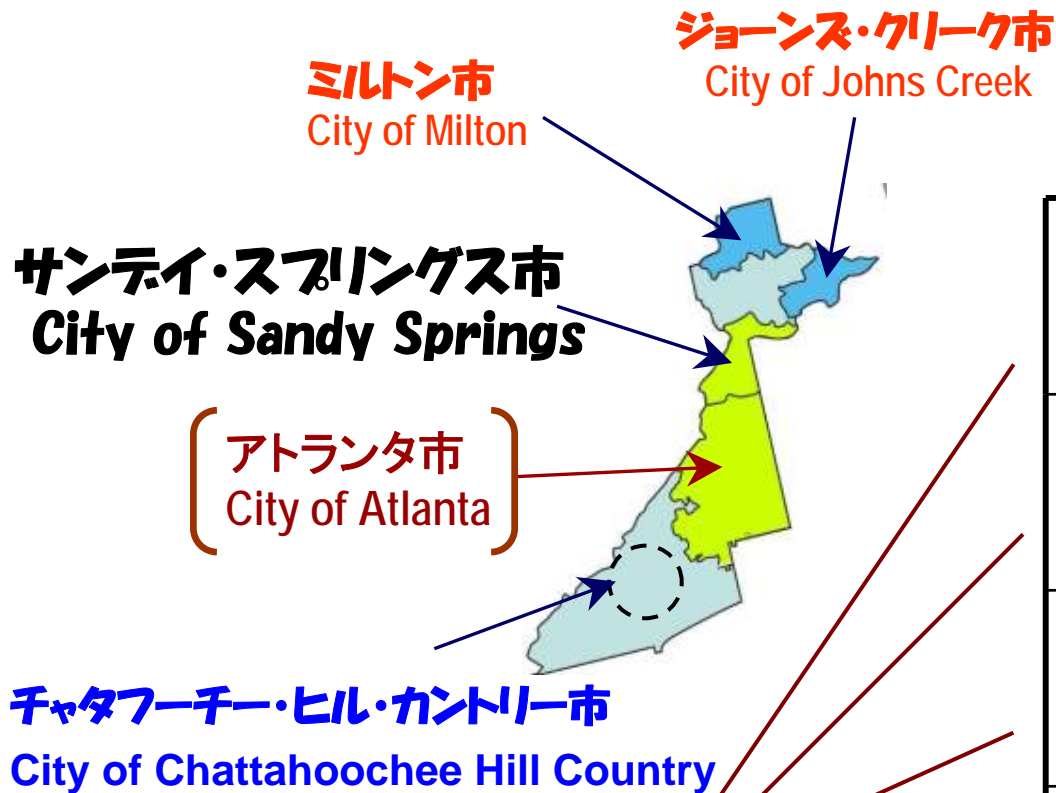 ジョーンズ・クリーク市
City of Johns Creek
ミルトン市
City of Milton
サンデイ・スプリングス市
City of Sandy Springs
アトランタ市
City of Atlanta
チャタフーチー・ヒル・カントリー市
City of Chattahoochee Hill Country